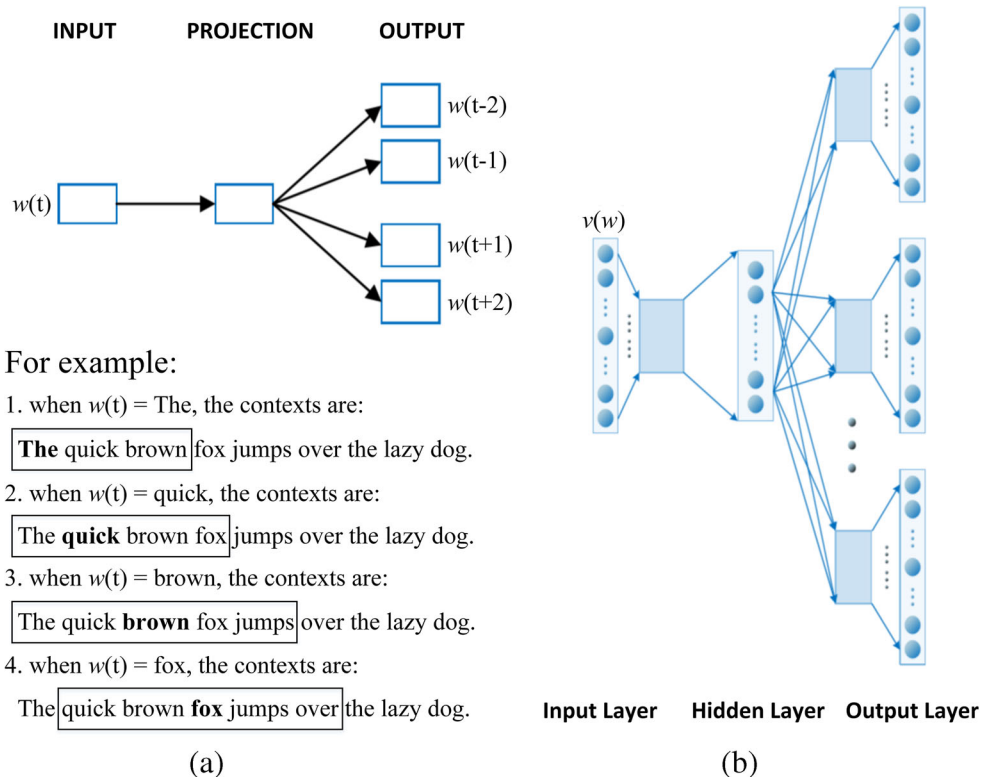 INPUT PROJECTION OUTPUT
w(t-2)
w(t-1)
w(t)
w(t+1)
w(t+2)
For example:
1. when w(t) = The, the contexts are:
The quick brown fox jumps over the lazy dog.
2. when w(t) = quick, the contexts are:
The quick brown fox jumps over the lazy dog.
3. when w(t) = brown, the contexts are:
The quick brown fox jumps over the lazy dog.
4. when w(t) = fox, the contexts are:
The quick brown fox jumps over the lazy dog.
(a)
v(w)
Input Layer Hidden Layer Output Layer
(b)